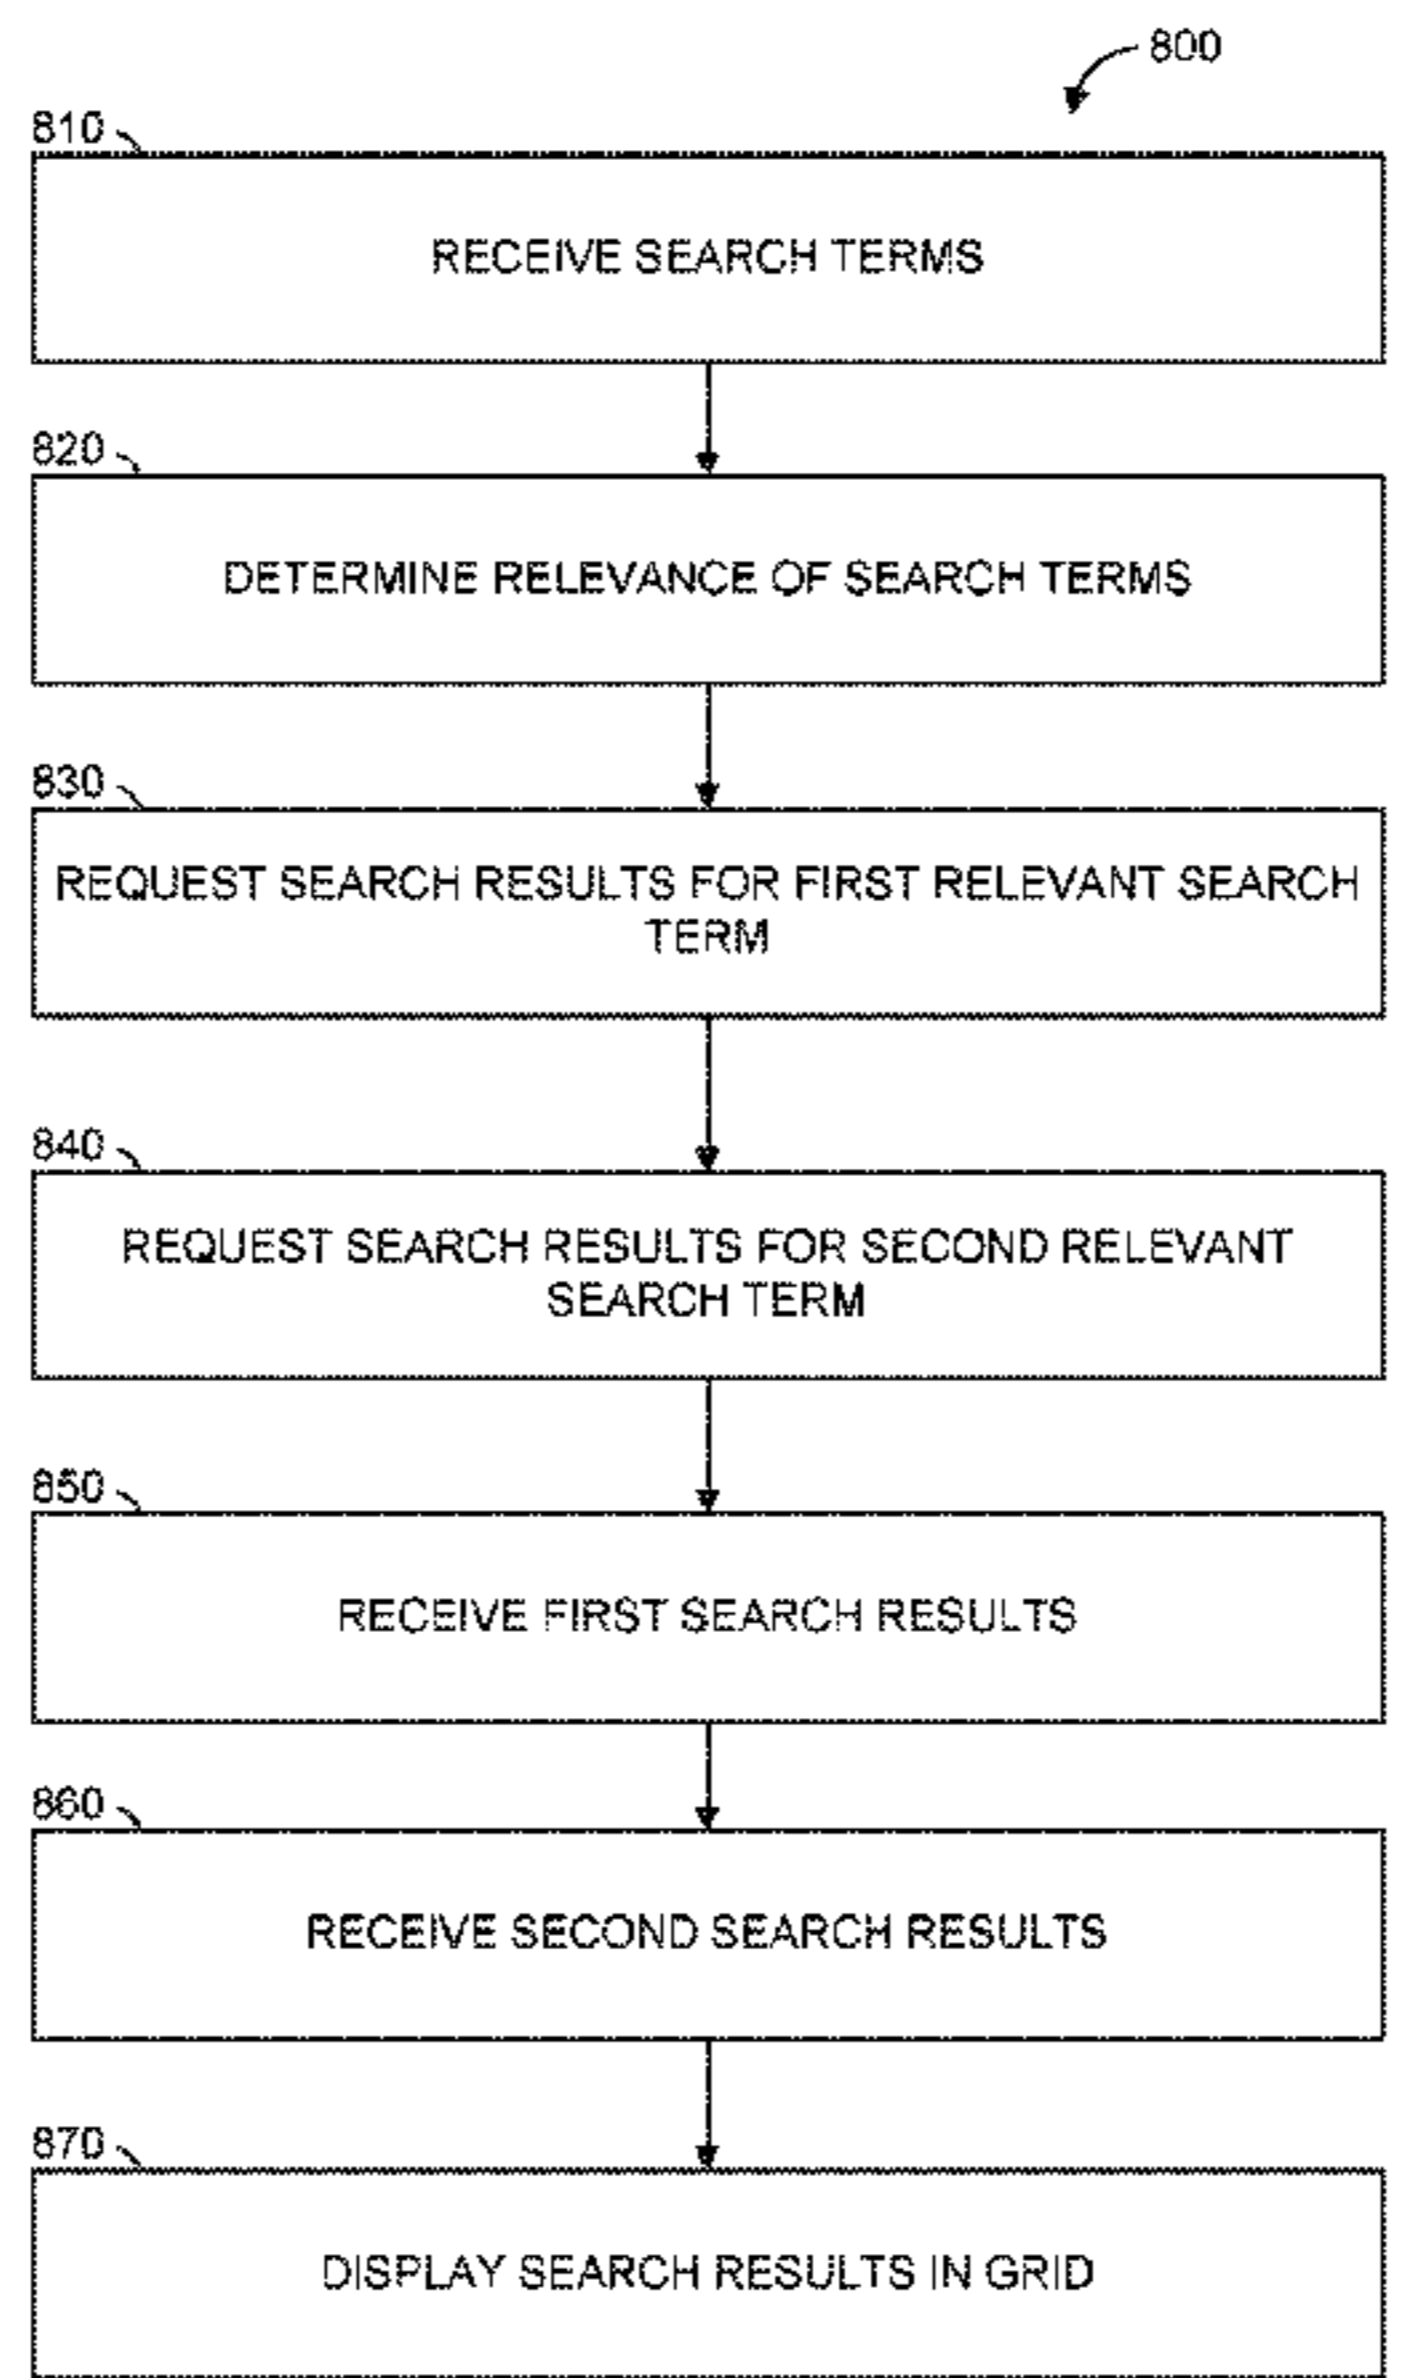 800
810
RECEIVE SEARCH TERMS
820
DETERMINE RELEVANCE OF SEARCH TERMS
830
REQUEST SEARCH RESULTS FOR FIRST RELEVANT SEARCH
TERM
840
REQUEST SEARCH RESULTS FOR SECOND RELEVANT
SEARCH TERM
850
RECEIVE FIRST SEARCH RESULTS
860
RECEIVE SECOND SEARCH RESULTS
870
DISPLAY SEARCH RESULTS IN GRID